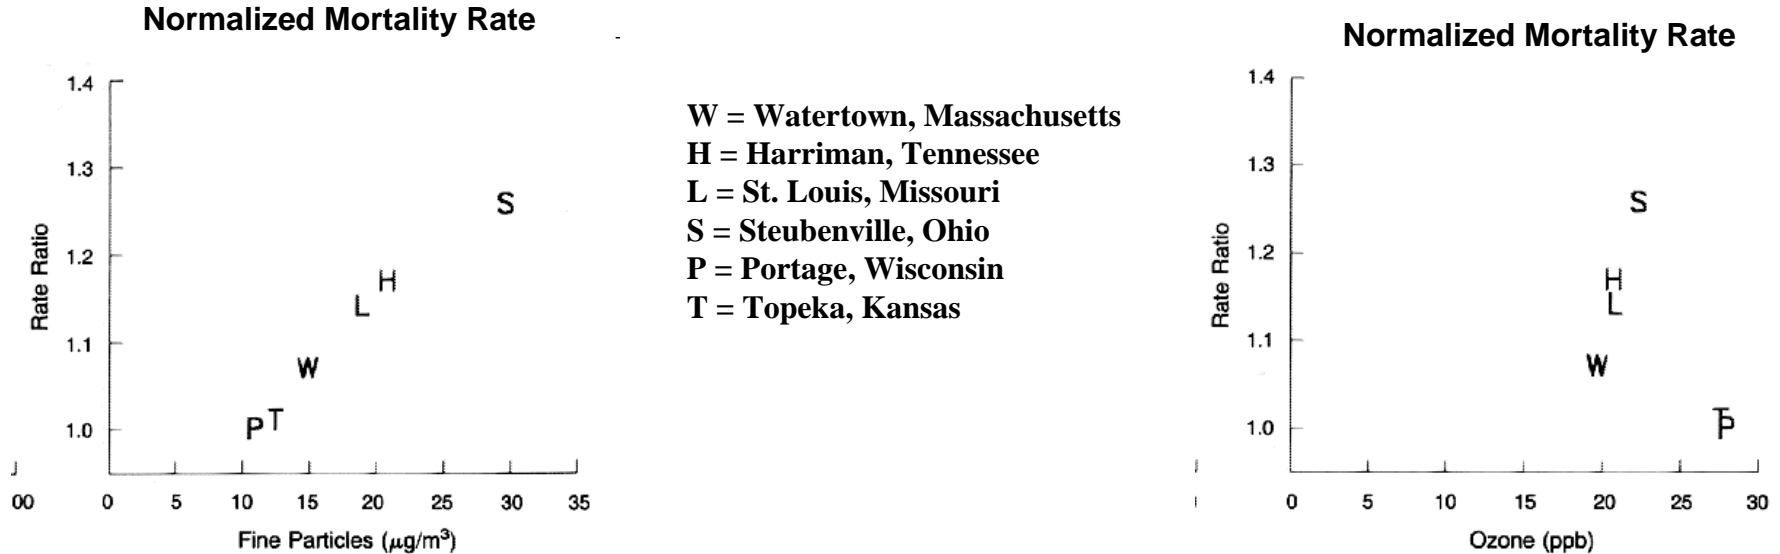 Normalized Mortality Rate
1.4
1.3
1.2
1.1
1.0
Rate Ratio
S
H
L
W
T
P
00
0 5 10 15 20 25 30 35
Fine Particles (μg/m³)
W = Watertown, Massachusetts
H = Harriman, Tennessee
L = St. Louis, Missouri
S = Steubenville, Ohio
P = Portage, Wisconsin
T = Topeka, Kansas
Normalized Mortality Rate
1.4
1.3
1.2
1.1
1.0
Rate Ratio
S
H
L
W
T
P
0 5 10 15 20 25 30
Ozone (ppb)